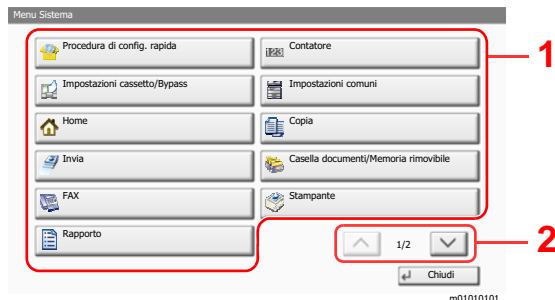 Menu Sistema
Procedura di config. rapida
Contatore
1
Impostazioni cassetto/Bypass
Impostazioni comuni
Home
Copia
Invia
Casella documenti/Memoria rimovibile
FAX
Stampante
Rapporto
1/2
2
Chiudi
m01010101